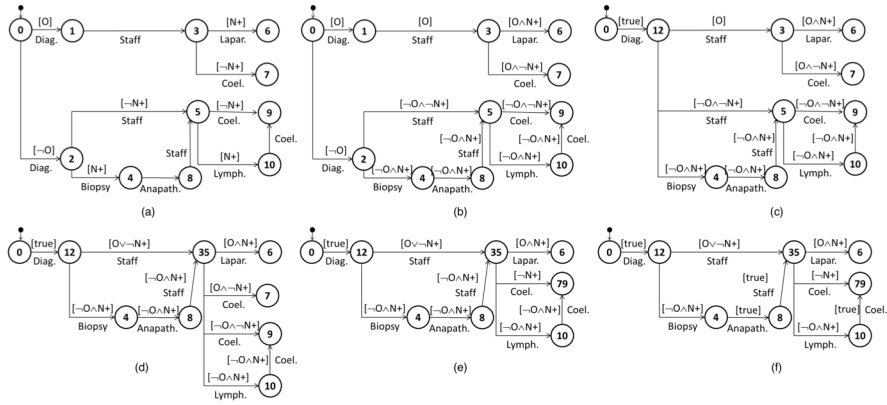 [O]
[N+]
0
1
3
6
Diag.
Staff
Lapar.
[¬N+]
7
Coel.
[¬N+]
[¬N+]
5
9
Staff
Coel.
[¬O]
Staff
Coel.
2
[N+]
Diag.
[N+]
10
4
8
Lymph.
Biopsy
Anapath.
(a)
[O]
[O]
[O∧N+]
0
1
3
6
Diag.
Staff
Lapar.
[O∧¬N+]
7
Coel.
[¬O∧¬N+]
[¬O∧¬N+]
5
9
Staff
Coel.
[¬O∧N+]
[¬O∧N+]
[¬O]
Staff
Coel.
2
[¬O∧N+]
Diag.
[¬O∧N+]
[¬O∧N+]
10
4
8
Lymph.
Biopsy
Anapath.
(b)
[true]
[O]
[O∧N+]
0
12
3
6
Diag.
Staff
Lapar.
[O∧¬N+]
7
Coel.
[¬O∧¬N+]
[¬O∧¬N+]
5
9
Staff
Coel.
[¬O∧N+]
[¬O∧N+]
Staff
Coel.
[¬O∧N+]
[¬O∧N+]
[¬O∧N+]
10
4
8
Lymph.
Biopsy
Anapath.
(c)
[true]
[O∨¬N+]
[O∧N+]
0
12
35
6
Diag.
Staff
Lapar.
[¬O∧N+]
[O∧¬N+]
Staff
7
Coel.
[¬O∧N+]
[¬O∧N+]
4
8
[¬O∧¬N+]
Biopsy
Anapath.
9
Coel.
[¬O∧N+]
Coel.
[¬O∧N+]
10
Lymph.
(d)
[true]
[O∨¬N+]
[O∧N+]
0
12
35
6
Diag.
Staff
Lapar.
[¬O∧N+]
[¬N+]
Staff
79
Coel.
[¬O∧N+]
[¬O∧N+]
[¬O∧N+]
Coel.
4
8
[¬O∧N+]
10
Biopsy
Anapath.
Lymph.
(e)
[true]
[O∨¬N+]
[O∧N+]
0
12
35
6
Diag.
Staff
Lapar.
[true]
[¬N+]
Staff
79
Coel.
[¬O∧N+]
[true]
[true]
Coel.
4
8
[¬O∧N+]
10
Biopsy
Anapath.
Lymph.
(f)